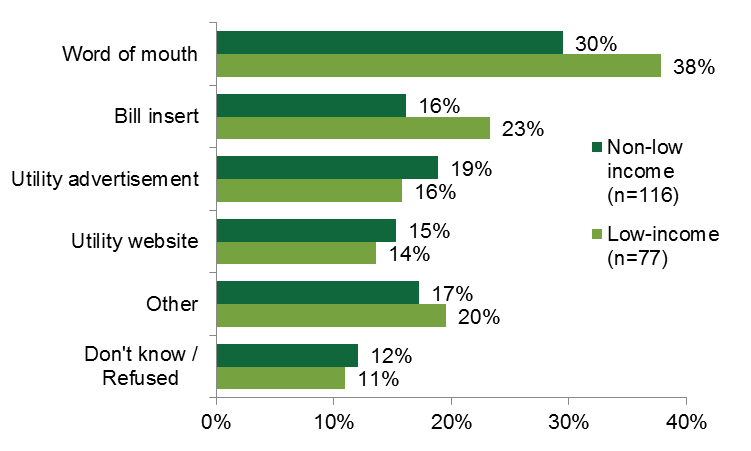 Word of mouth
30%
38%
Bill insert
16%
23%
Utility advertisement
19%
16%
Utility website
15%
14%
Other
17%
20%
Don't know /
Refused
12%
11%
Non-low
income
(n=116)
Low-income
(n=77)
0%
10%
20%
30%
40%